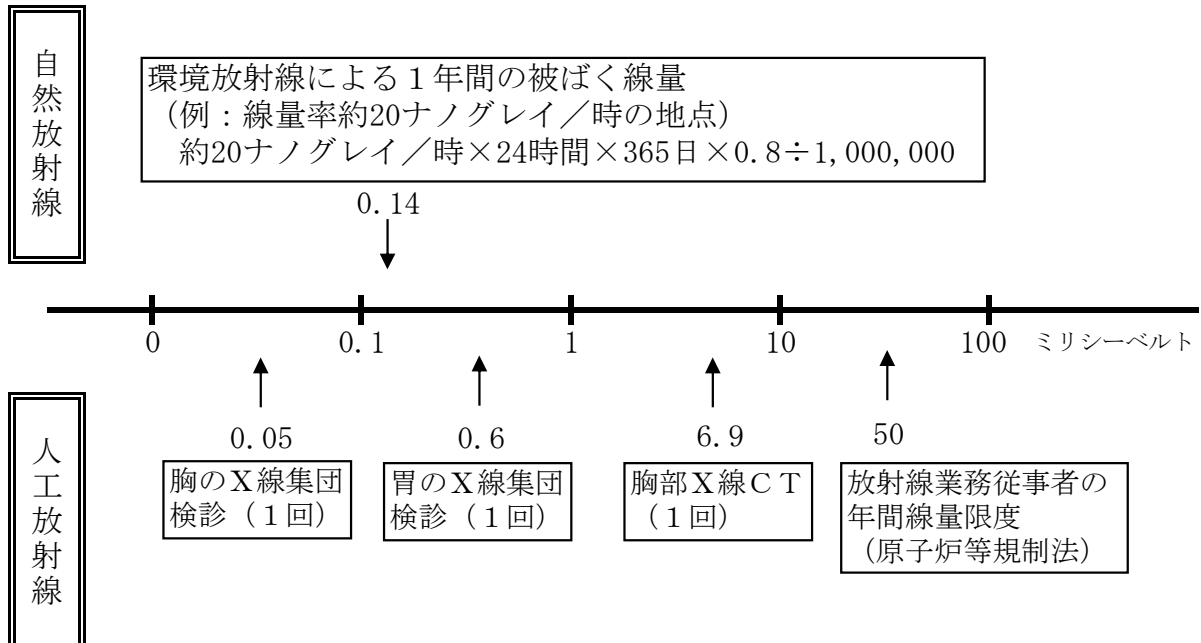 自然放射線
環境放射線による1年間の被ばく線量
（例：線量率約20ナノグレイ／時の地点）
約20ナノグレイ／時×24時間×365日×0.8÷1,000,000
0.14
0 0.1 1 10 100 ミリシーベルト
人工放射線
0.05 0.6 6.9 50
胸のX線集団
検診（1回）
胃のX線集団
検診（1回）
胸部X線CT
（1回）
放射線業務従事者の
年間線量限度
（原子炉等規制法）